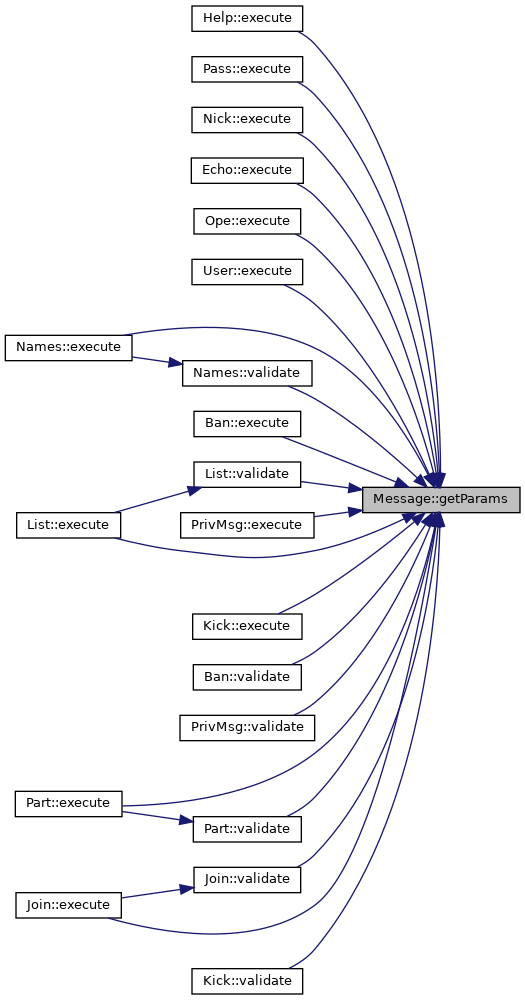 Help::execute
Pass::execute
Nick::execute
Echo::execute
Ope::execute
User::execute
Names::execute
Names::validate
Ban::execute
List::validate
Message::getParams
List::execute
PrivMsg::execute
Kick::execute
Ban::validate
PrivMsg::validate
Part::execute
Part::validate
Join::validate
Join::execute
Kick::validate